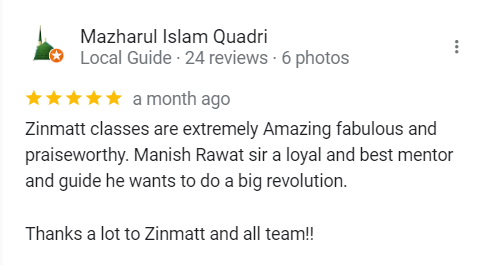 Mazharul Islam Quadri
Local Guide · 24 reviews · 6 photos
a month ago
Zinmatt classes are extremely Amazing fabulous and
praiseworthy. Manish Rawat sir a loyal and best mentor
and guide he wants to do a big revolution.
Thanks a lot to Zinmatt and all team!!